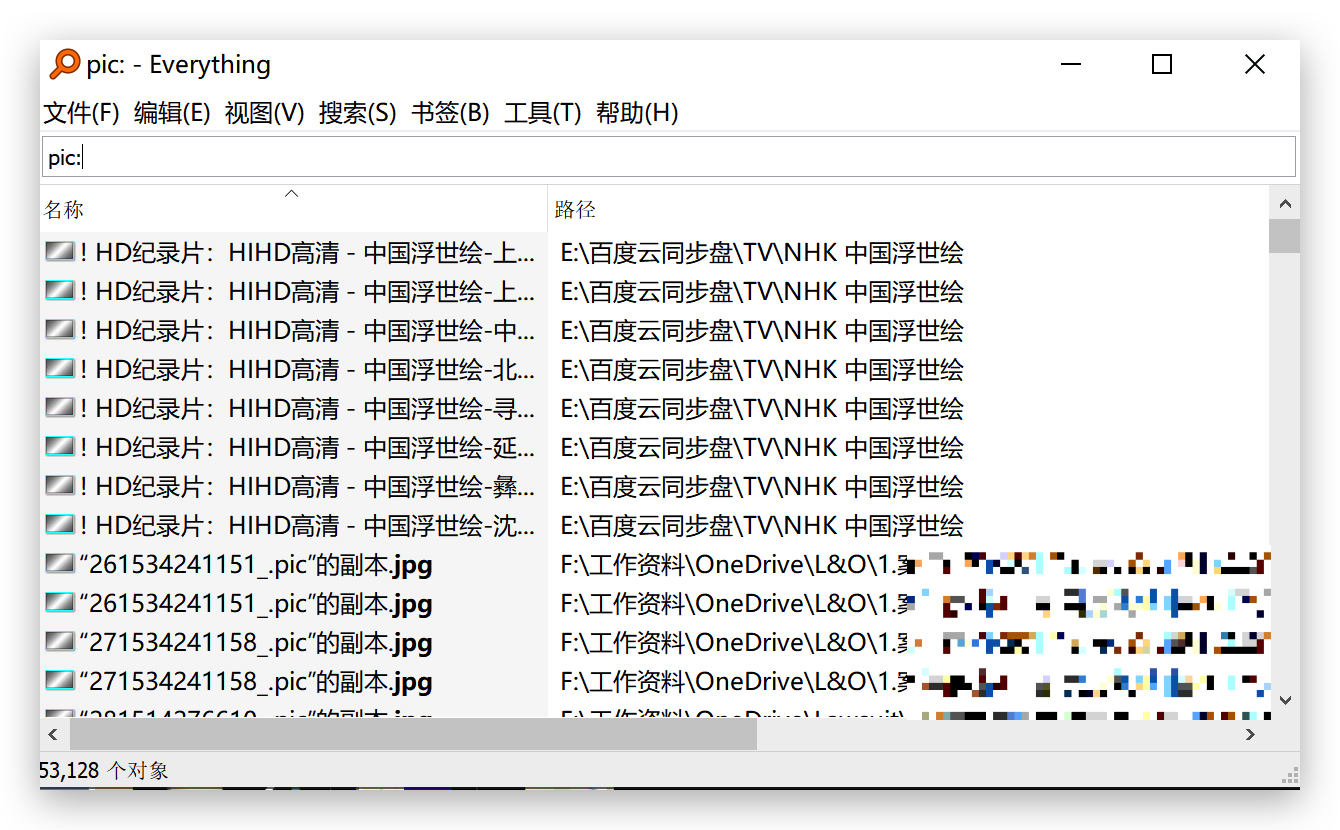 pic: - Everything
文件(F) 编辑(E) 视图(V) 搜索(S) 书签(B) 工具(T) 帮助(H)
pic:
名称 路径
! HD纪录片：HIHD高清 - 中国浮世绘-上... E:\百度云同步盘\TV\NHK 中国浮世绘
! HD纪录片：HIHD高清 - 中国浮世绘-上... E:\百度云同步盘\TV\NHK 中国浮世绘
! HD纪录片：HIHD高清 - 中国浮世绘-中... E:\百度云同步盘\TV\NHK 中国浮世绘
! HD纪录片：HIHD高清 - 中国浮世绘-北... E:\百度云同步盘\TV\NHK 中国浮世绘
! HD纪录片：HIHD高清 - 中国浮世绘-寻... E:\百度云同步盘\TV\NHK 中国浮世绘
! HD纪录片：HIHD高清 - 中国浮世绘-延... E:\百度云同步盘\TV\NHK 中国浮世绘
! HD纪录片：HIHD高清 - 中国浮世绘-彝... E:\百度云同步盘\TV\NHK 中国浮世绘
! HD纪录片：HIHD高清 - 中国浮世绘-沈... E:\百度云同步盘\TV\NHK 中国浮世绘
“261534241151_.pic”的副本.jpg F:\工作资料\OneDrive\L&O\1.
“261534241151_.pic”的副本.jpg F:\工作资料\OneDrive\L&O\1.
“271534241158_.pic”的副本.jpg F:\工作资料\OneDrive\L&O\1.
“271534241158_.pic”的副本.jpg F:\工作资料\OneDrive\L&O\1.
53,128 个对象